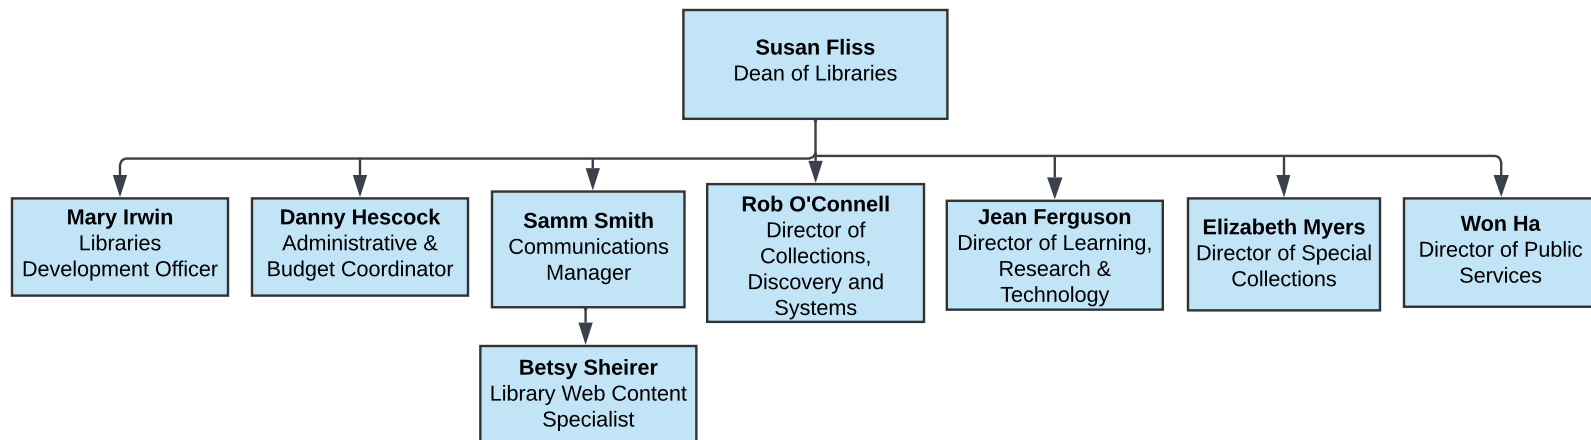 Susan Fliss
Dean of Libraries
Mary Irwin
Libraries
Development Officer
Danny Hescock
Administrative &
Budget Coordinator
Samm Smith
Communications
Manager
Rob O'Connell
Director of
Collections,
Discovery and
Systems
Jean Ferguson
Director of Learning,
Research &
Technology
Elizabeth Myers
Director of Special
Collections
Won Ha
Director of Public
Services
Betsy Sheirer
Library Web Content
Specialist